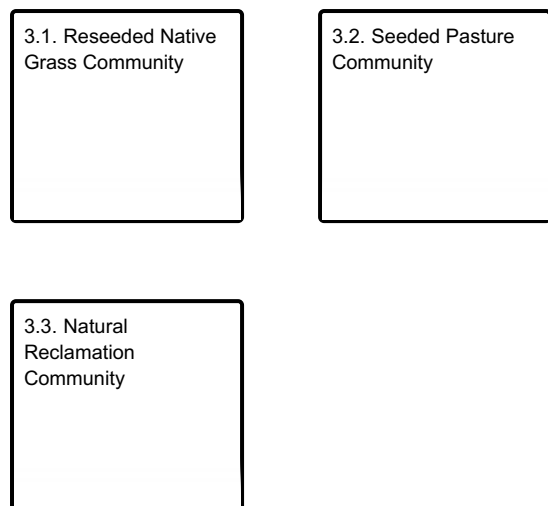 3.1. Reseeded Native
Grass Community
3.2. Seeded Pasture
Community
3.3. Natural
Reclamation
Community